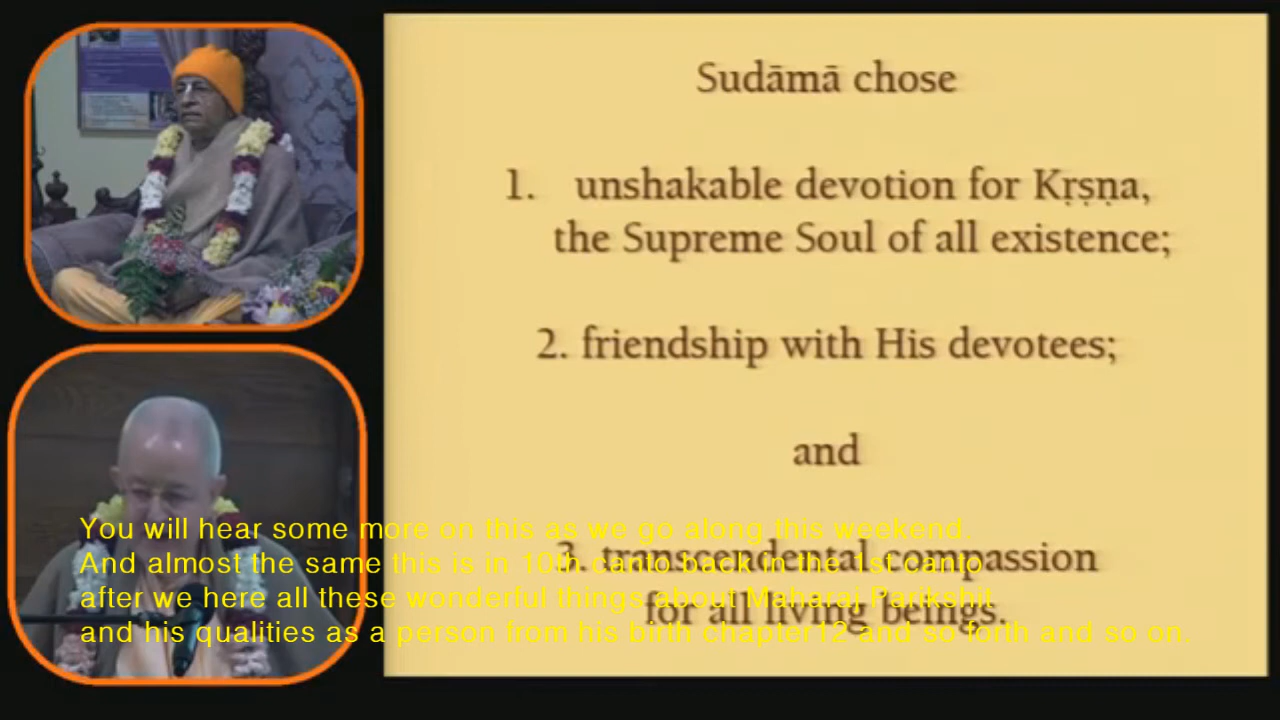 Sudāmā chose
1. unshakable devotion for Kṛṣṇa,
the Supreme Soul of all existence;
2. friendship with His devotees;
and
3. transcendental compassion
for all living beings.
You will hear some more on this as we go along this weekend.
And almost the same this is in 10th canto back in the 1st canto
after we here all these wonderful things about Maharaj Parikshit
and his qualities as a person from his birth chapter12 and so forth and so on.